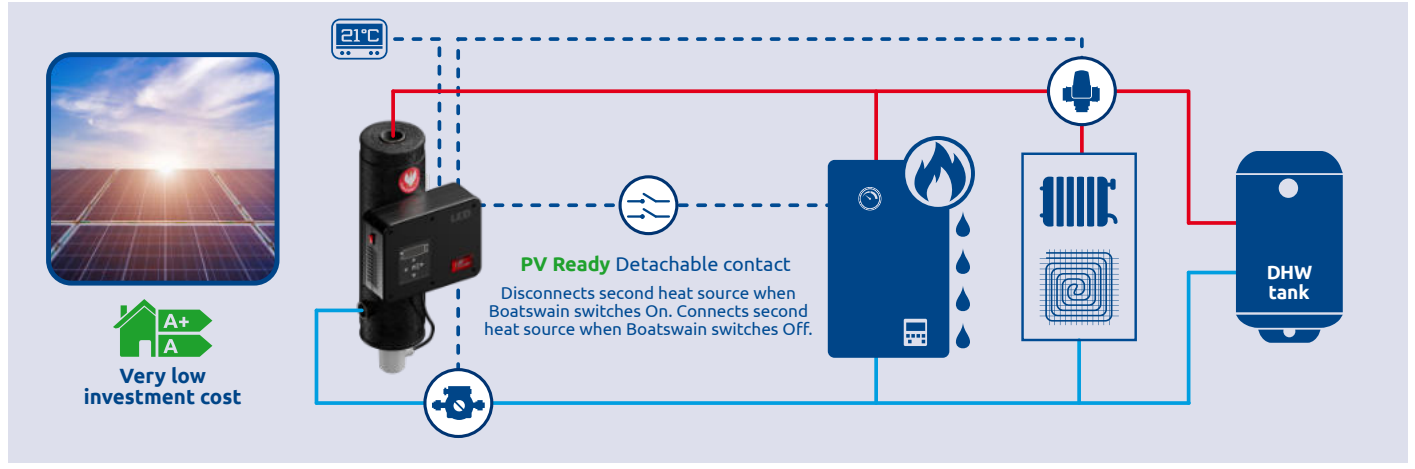 21°C
LED
PV Ready Detachable contact
Disconnects second heat source when
Boatswain switches On. Connects second
heat source when Boatswain switches Off.
A+
A
Very low
investment cost
DHW
tank